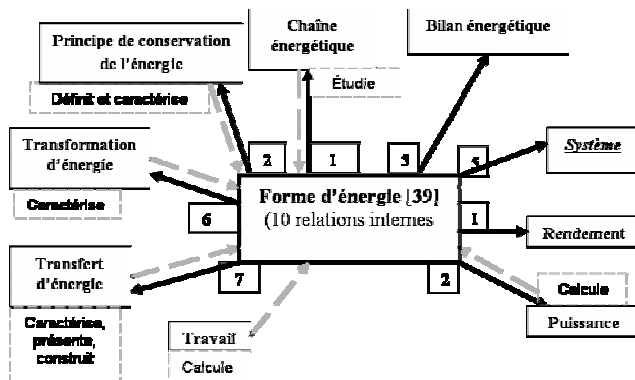 Principe de conservation
de l'énergie
Définit et caractérise
Chaîne
énergétique
Étudie
Bilan énergétique
Transformation
d'énergie
Caractérise
2
1
3
5
Système
Forme d'énergie [39]
(10 relations internes
6
1
Rendement
Transfert
d'énergie
7
2
Calcule
Puissance
Caractérise,
présente,
construit
Travail
Calcule